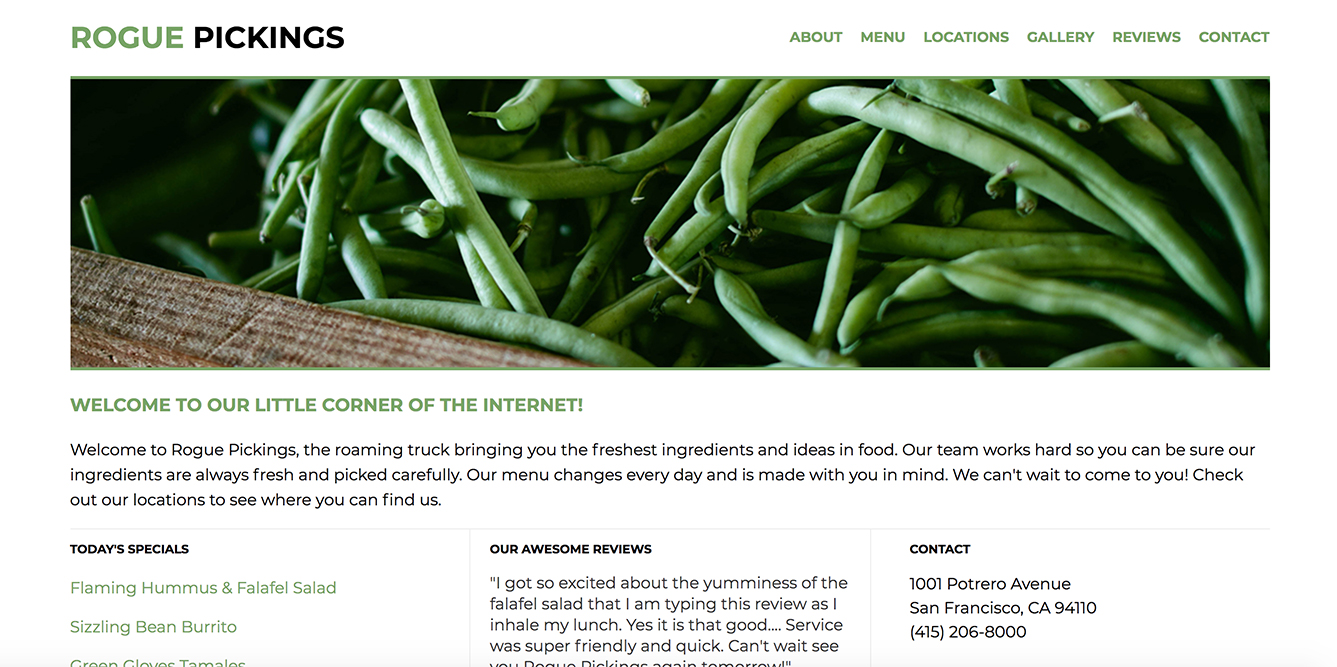 ROGUE PICKINGS
ABOUT MENU LOCATIONS GALLERY REVIEWS CONTACT
WELCOME TO OUR LITTLE CORNER OF THE INTERNET!
Welcome to Rogue Pickings, the roaming truck bringing you the freshest ingredients and ideas in food. Our team works hard so you can be sure our
ingredients are always fresh and picked carefully. Our menu changes every day and is made with you in mind. We can't wait to come to you! Check
out our locations to see where you can find us.
TODAY'S SPECIALS
Flaming Hummus & Falafel Salad
Sizzling Bean Burrito
Green Gloves Tamales
OUR AWESOME REVIEWS
"I got so excited about the yumminess of the
falafel salad that I am typing this review as I
inhale my lunch. Yes it is that good.... Service
was super friendly and quick. Can't wait see
you Rogue Pickings again tomorrow!"
CONTACT
1001 Potrero Avenue
San Francisco, CA 94110
(415) 206-8000